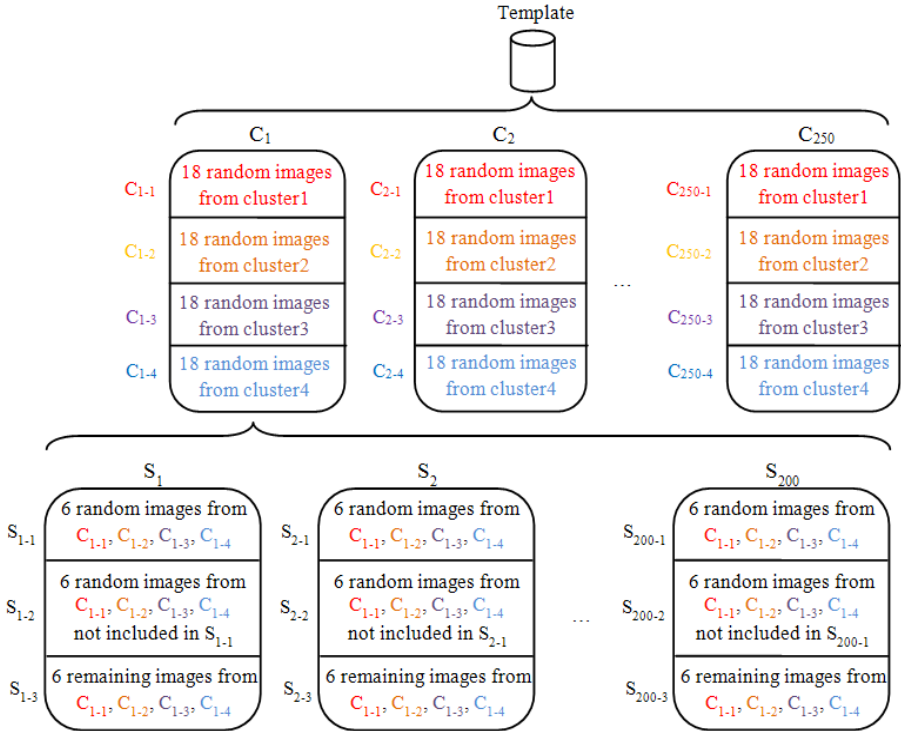 Template
C1 C2 C250
C1-1 18 random images from cluster1
C2-1 18 random images from cluster1
C250-1 18 random images from cluster1
C1-2 18 random images from cluster2
C2-2 18 random images from cluster2
C250-2 18 random images from cluster2
...
C1-3 18 random images from cluster3
C2-3 18 random images from cluster3
C250-3 18 random images from cluster3
C1-4 18 random images from cluster4
C2-4 18 random images from cluster4
C250-4 18 random images from cluster4
S1 S2 S200
S1-1 6 random images from C1-1, C1-2, C1-3, C1-4
S2-1 6 random images from C1-1, C1-2, C1-3, C1-4
S200-1 6 random images from C1-1, C1-2, C1-3, C1-4
S1-2 6 random images from C1-1, C1-2, C1-3, C1-4 not included in S1-1
S2-2 6 random images from C1-1, C1-2, C1-3, C1-4 not included in S2-1
...
S200-2 6 random images from C1-1, C1-2, C1-3, C1-4 not included in S200-1
S1-3 6 remaining images from C1-1, C1-2, C1-3, C1-4
S2-3 6 remaining images from C1-1, C1-2, C1-3, C1-4
S200-3 6 remaining images from C1-1, C1-2, C1-3, C1-4